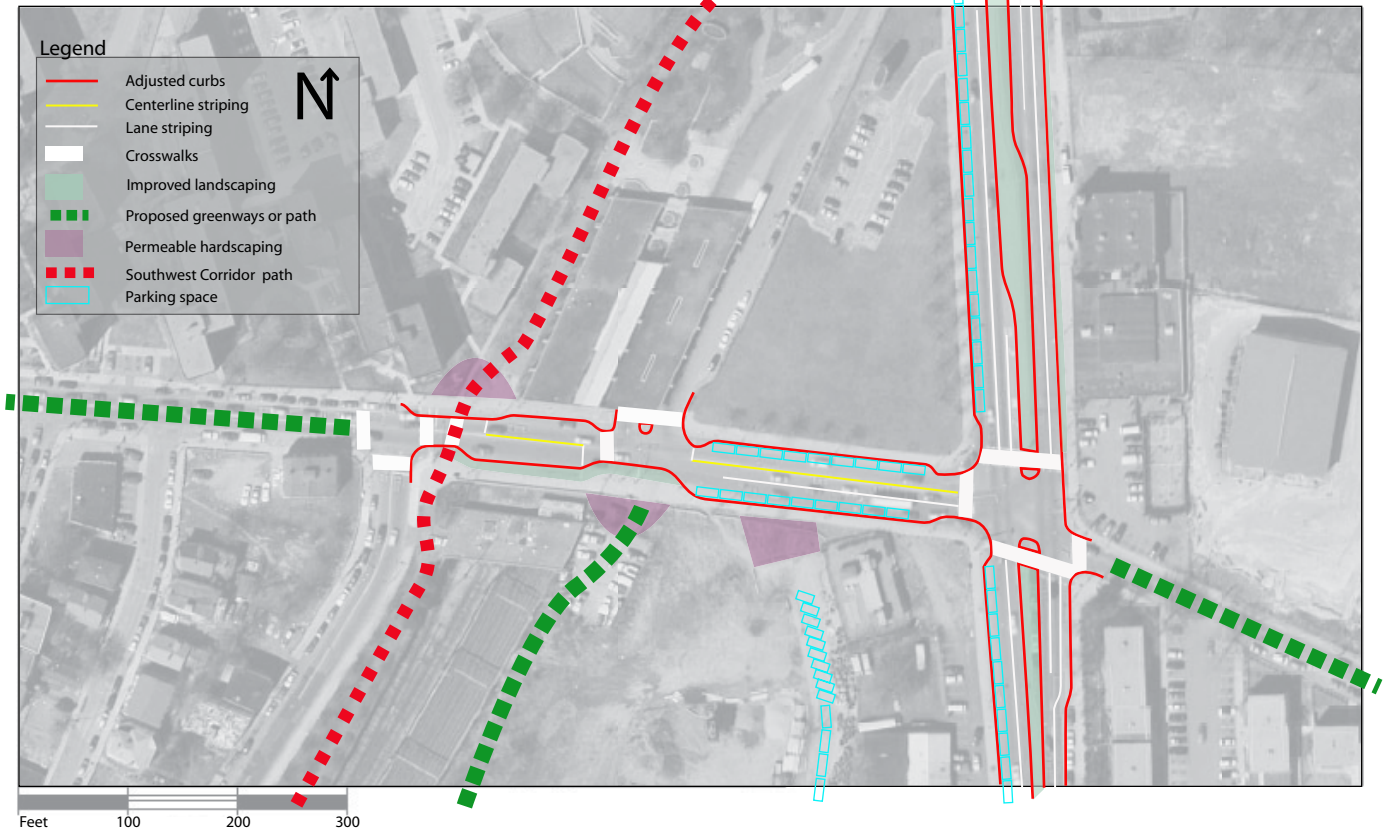 Legend
N
Adjusted curbs
Centerline striping
Lane striping
Crosswalks
Improved landscaping
Proposed greenways or path
Permeable hardscaping
Southwest Corridor path
Parking space
Feet 100 200 300